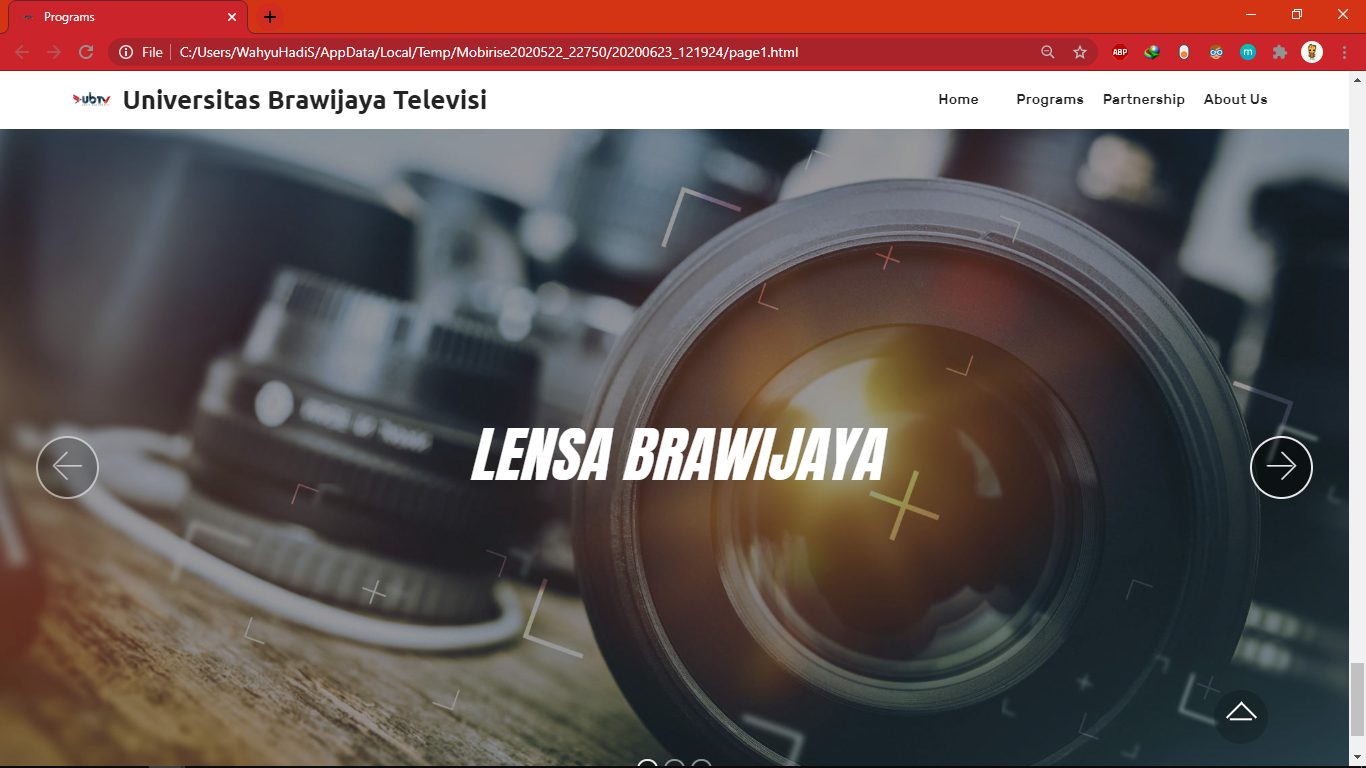 Programs
File
C:/Users/WahyuHadiS/AppData/Local/Temp/Mobirise2020522_22750/20200623_121924/page1.html
ABP
m
UBTV Universitas Brawijaya Televisi
Home Programs Partnership About Us
LENSA BRAWIJAYA